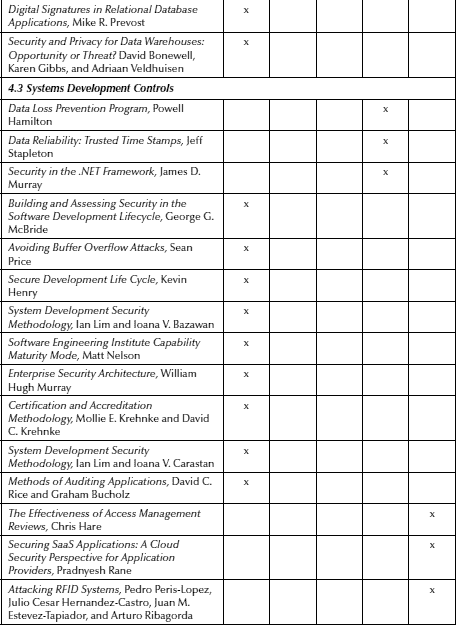 Digital Signatures in Relational Database
Applications, Mike R. Prevost x
Security and Privacy for Data Warehouses: x
Opportunity or Threat? David Bonewell,
Karen Gibbs, and Adriaan Veldhuisen
4.3 Systems Development Controls
Data Loss Prevention Program, Powell x
Hamilton
Data Reliability: Trusted Time Stamps, Jeff x
Stapleton
Security in the .NET Framework, James D. x
Murray
Building and Assessing Security in the x
Software Development Lifecycle, George G.
McBride
Avoiding Buffer Overflow Attacks, Sean x
Price
Secure Development Life Cycle, Kevin x
Henry
System Development Security x
Methodology, Ian Lim and Ioana V. Bazawan
Software Engineering Institute Capability x
Maturity Mode, Matt Nelson
Enterprise Security Architecture, William x
Hugh Murray
Certification and Accreditation x
Methodology, Mollie E. Krehnke and David
C. Krehnke
System Development Security x
Methodology, Ian Lim and Ioana V. Carastan
Methods of Auditing Applications, David C. x
Rice and Graham Bucholz
The Effectiveness of Access Management x
Reviews, Chris Hare
Securing SaaS Applications: A Cloud x
Security Perspective for Application
Providers, Pradnyesh Rane
Attacking RFID Systems, Pedro Peris-Lopez, x
Julio Cesar Hernandez-Castro, Juan M.
Estevez-Tapiador, and Arturo Ribagorda